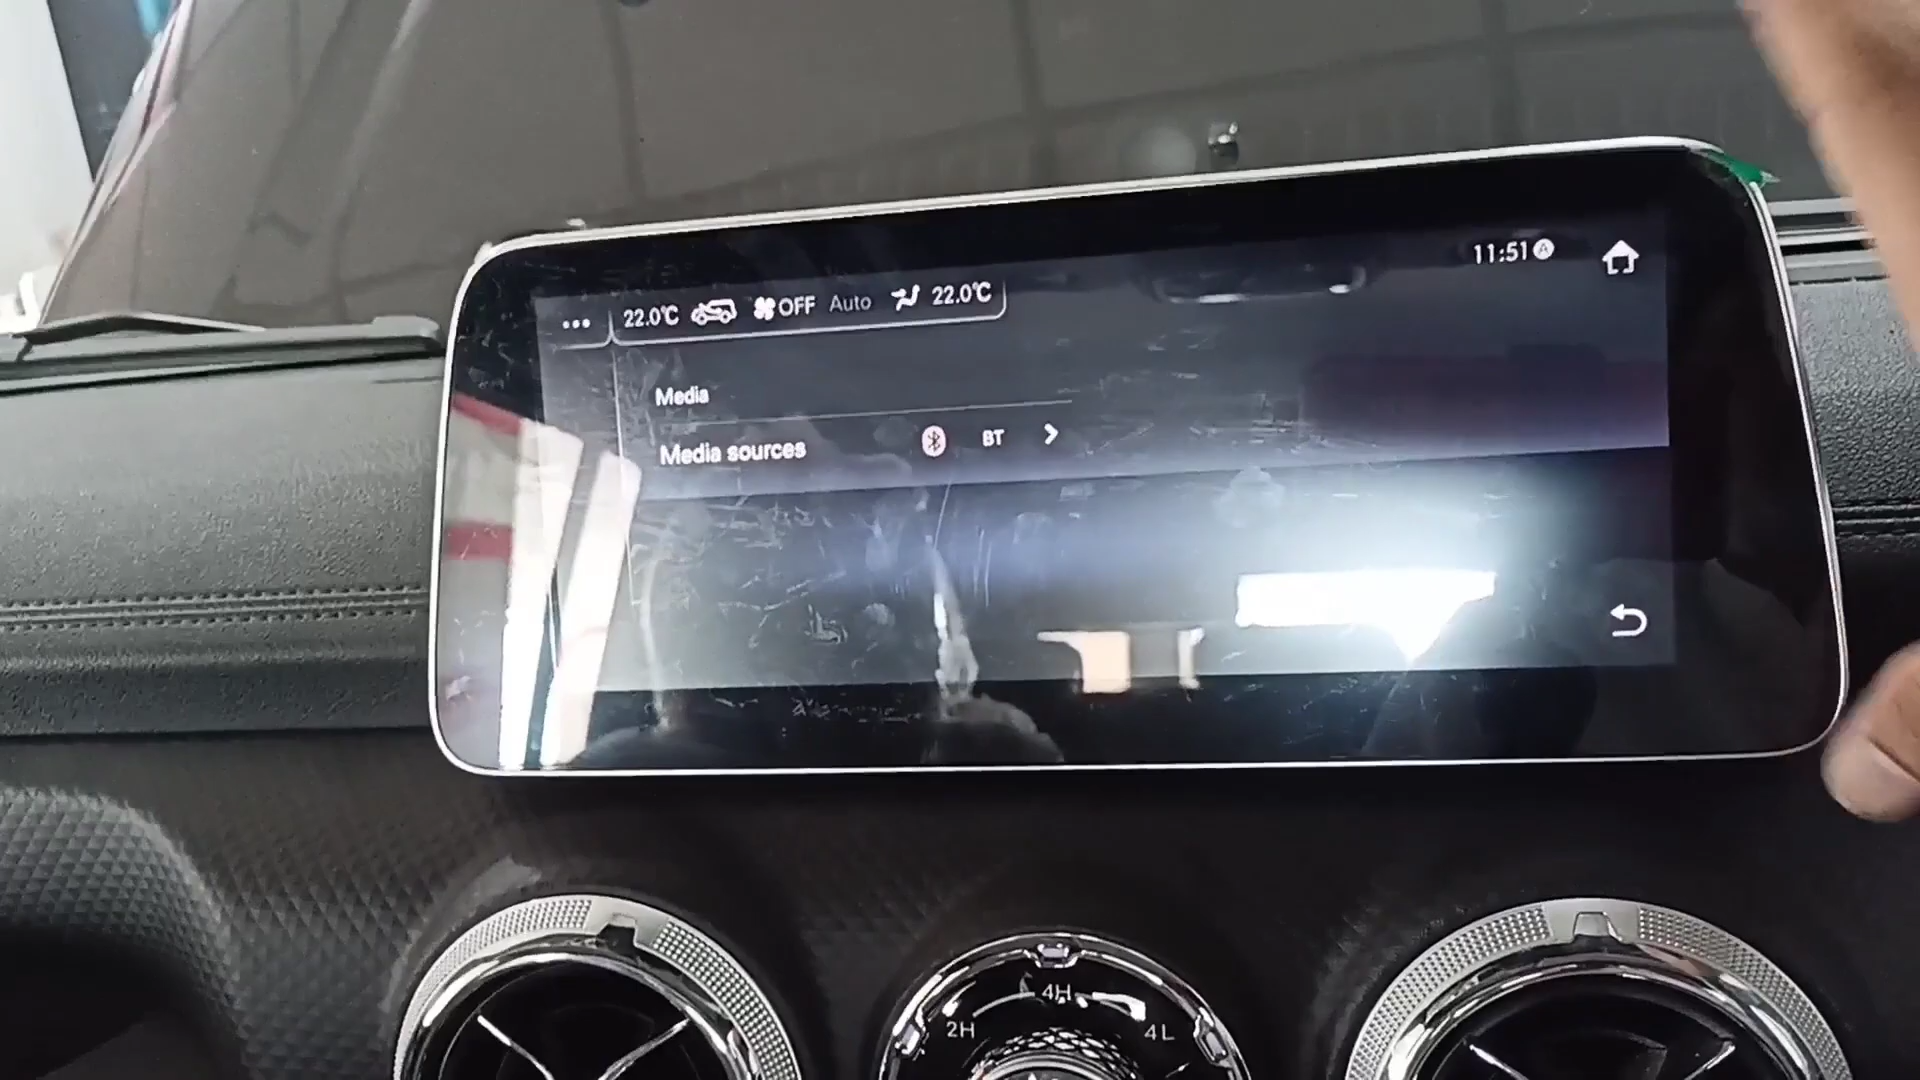 11:51 A
••• 22.0℃ OFF Auto 22.0℃
Media
Media sources BT
4H
2H 4L